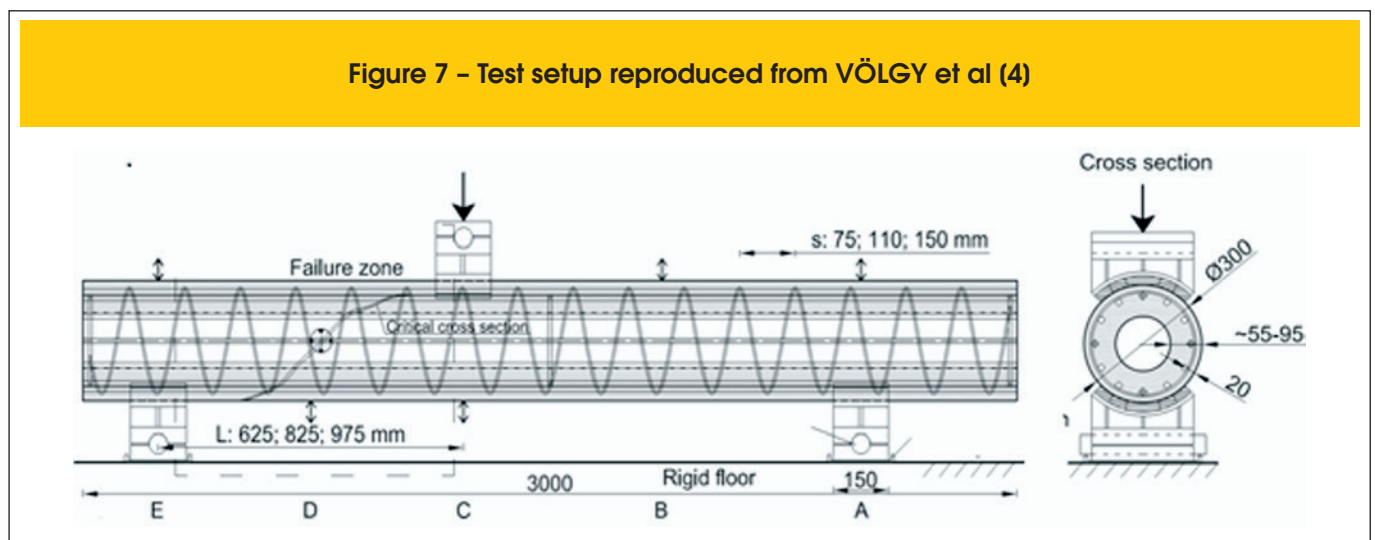 Figure 7 – Test setup reproduced from VÖLGY et al (4)
Cross section
s: 75; 110; 150 mm
Failure zone
Ø300
Critical cross section
~55-95
20
L: 625; 825; 975 mm
3000
Rigid floor
150
E
D
C
B
A